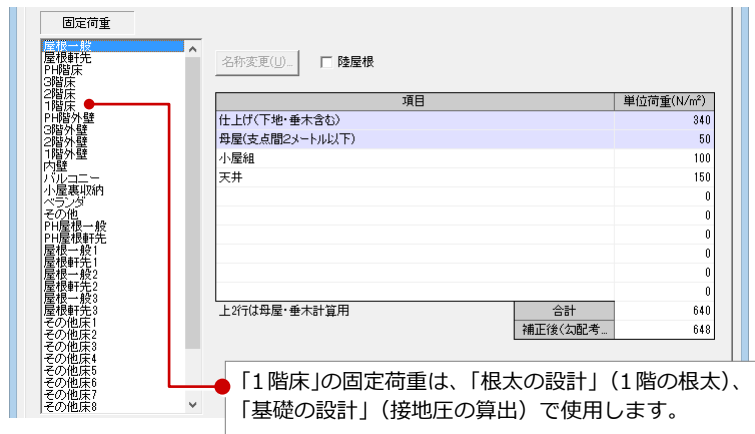 固定荷重
屋根一般
屋根軒先
PH階床
3階床
2階床
1階床
PH階外壁
3階外壁
2階外壁
1階外壁
内壁
バルコニー
小屋裏収納
ベランダ
その他
PH屋根一般
PH屋根軒先
屋根一般1
屋根軒先1
屋根一般2
屋根軒先2
屋根一般3
屋根軒先3
その他床1
その他床2
その他床3
その他床4
その他床5
その他床6
その他床7
その他床8
名称変更(U)... 陸屋根
項目 単位荷重(N/m²)
仕上げ(下地・垂木含む) 340
母屋(支点間2メートル以下) 50
小屋組 100
天井 150
0
0
0
0
0
0
上2行は母屋・垂木計算用 合計 640
補正後(勾配考... 648
「1階床」の固定荷重は、「根太の設計」（1階の根太）、
「基礎の設計」（接地圧の算出）で使用します。